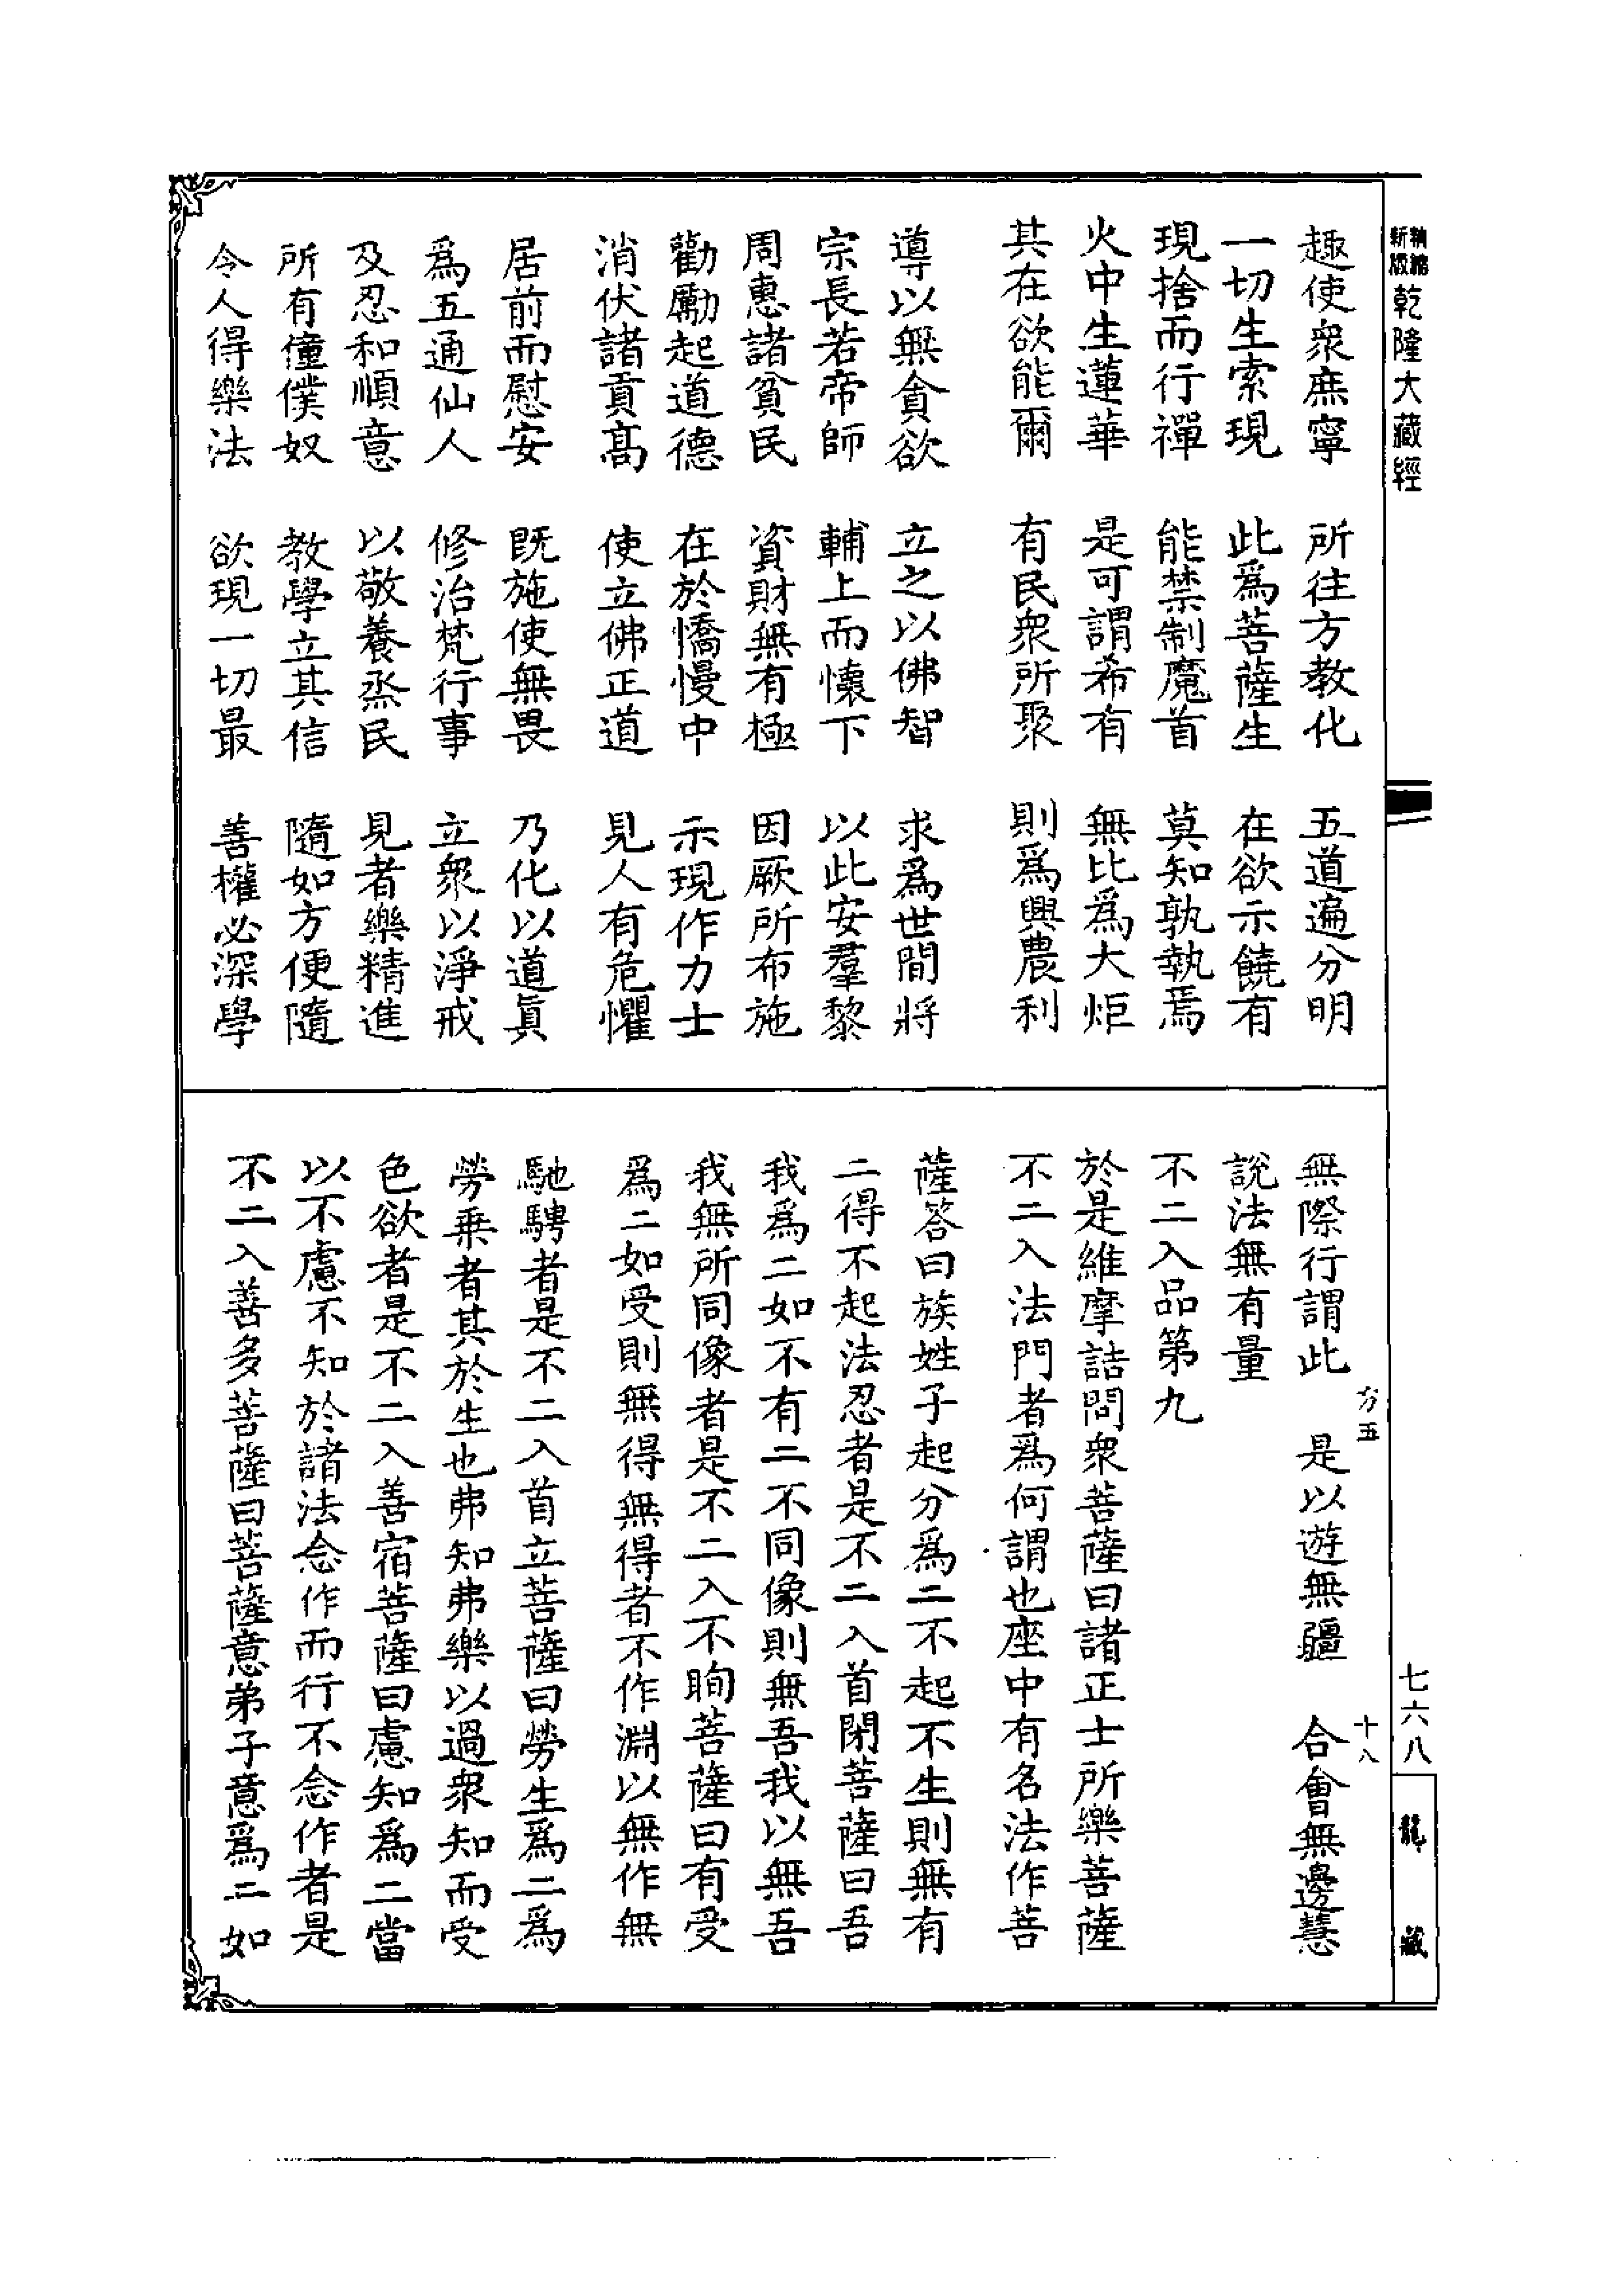 新編縮版乾隆大藏經
趣使衆庶寧　所往方教化　五道遍分明
一切生索現　此爲菩薩生　在欲示饒有
現捨而行禪　能禁制魔首　莫知孰執焉
火中生蓮華　是可謂希有　無比爲大炬
其在欲能爾　有民衆所聚　則爲興農利
導以無貪欲　立之以佛智　求爲世間將
宗長若帝師　輔上而懷下　以此安羣黎
周惠諸貧民　資財無有極　因厥所布施
勸勵起道德　在於憍慢中　示現作力士
消伏諸貢高　使立佛正道　見人有危懼
居前而慰安　既施使無畏　乃化以道眞
爲五通仙人　修治梵行事　立衆以淨戒
及忍和順意　以敬養烝民　見者樂精進
所有僮僕奴　教學立其信　隨如方便隨
令人得樂法　欲現一切最　善權必深學
無際行謂此　是以遊無疆　合會無邊慧
說法無有量
不二入品第九
於是維摩詰問衆菩薩曰諸正士所樂菩薩
不二入法門者爲何謂也座中有名法作菩
薩答曰族姓子起分爲二不起不生則無有
二得不起法忍者是不二入首閉菩薩曰吾
我爲二如不有二不同像則無吾我以無吾
我無所同像者是不二入不眴菩薩曰有受
爲二如受則無得無得者不作淵以無作無
馳騁者是不二入首立菩薩曰勞生爲二爲
勞乗者其於生也弗知弗樂以過衆知而受
色欲者是不二入善宿菩薩曰慮知爲二當
以不慮不知於諸法念作而行不念作者是
不二入善多菩薩曰菩薩意弟子意爲二如
方五
十八
七六八
龍藏